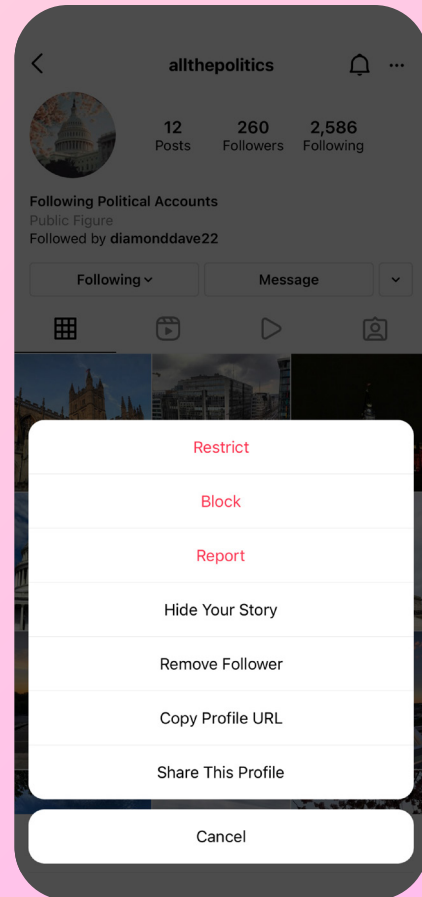 allthepolitics
12 260 2,586
Posts Followers Following
Following Political Accounts
Public Figure
Followed by diamonddave22
Following Message
Restrict
Block
Report
Hide Your Story
Remove Follower
Copy Profile URL
Share This Profile
Cancel